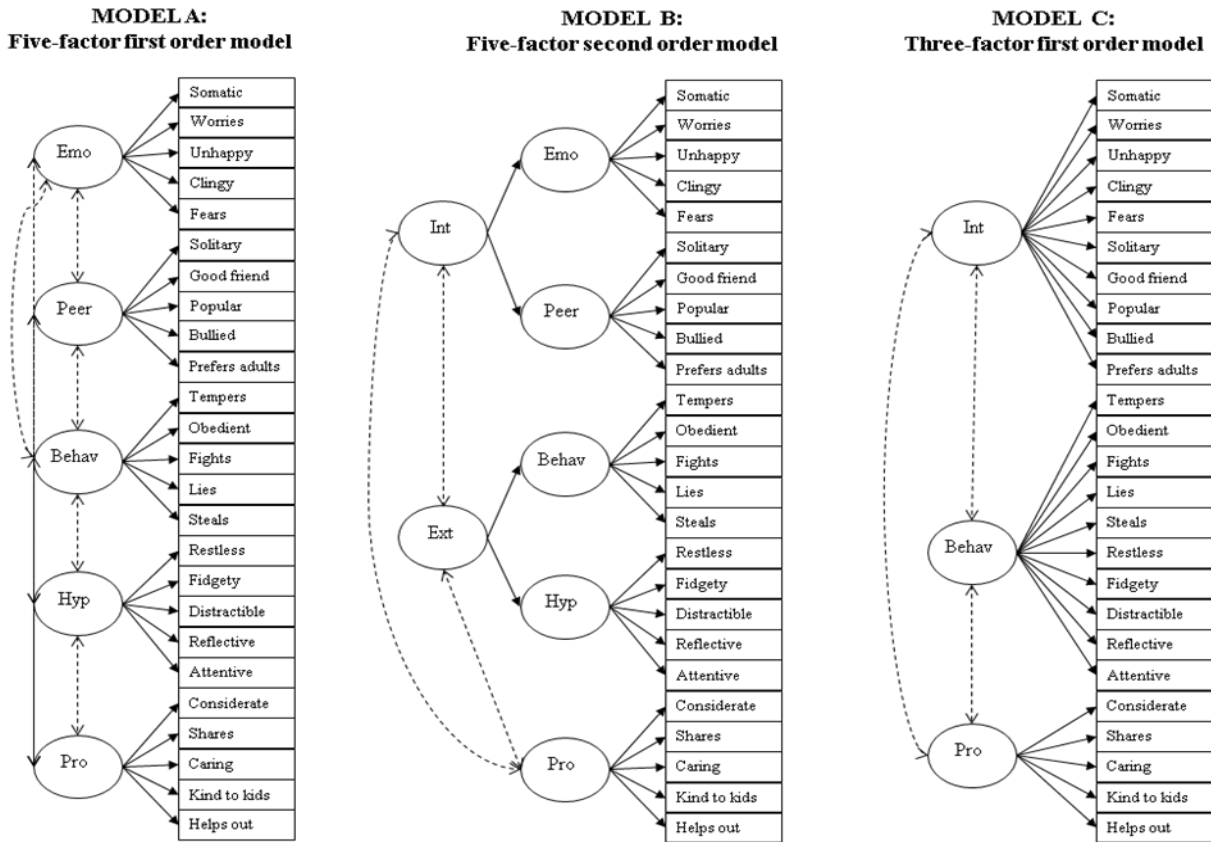 MODEL A:
Five-factor first order model
Emo
Peer
Behav
Hyp
Pro
Somatic
Worries
Unhappy
Clingy
Fears
Solitary
Good friend
Popular
Bullied
Prefers adults
Tempers
Obedient
Fights
Lies
Steals
Restless
Fidgety
Distractible
Reflective
Attentive
Considerate
Shares
Caring
Kind to kids
Helps out
MODEL B:
Five-factor second order model
Int
Ext
Emo
Peer
Behav
Hyp
Pro
Somatic
Worries
Unhappy
Clingy
Fears
Solitary
Good friend
Popular
Bullied
Prefers adults
Tempers
Obedient
Fights
Lies
Steals
Restless
Fidgety
Distractible
Reflective
Attentive
Considerate
Shares
Caring
Kind to kids
Helps out
MODEL C:
Three-factor first order model
Int
Behav
Pro
Somatic
Worries
Unhappy
Clingy
Fears
Solitary
Good friend
Popular
Bullied
Prefers adults
Tempers
Obedient
Fights
Lies
Steals
Restless
Fidgety
Distractible
Reflective
Attentive
Considerate
Shares
Caring
Kind to kids
Helps out